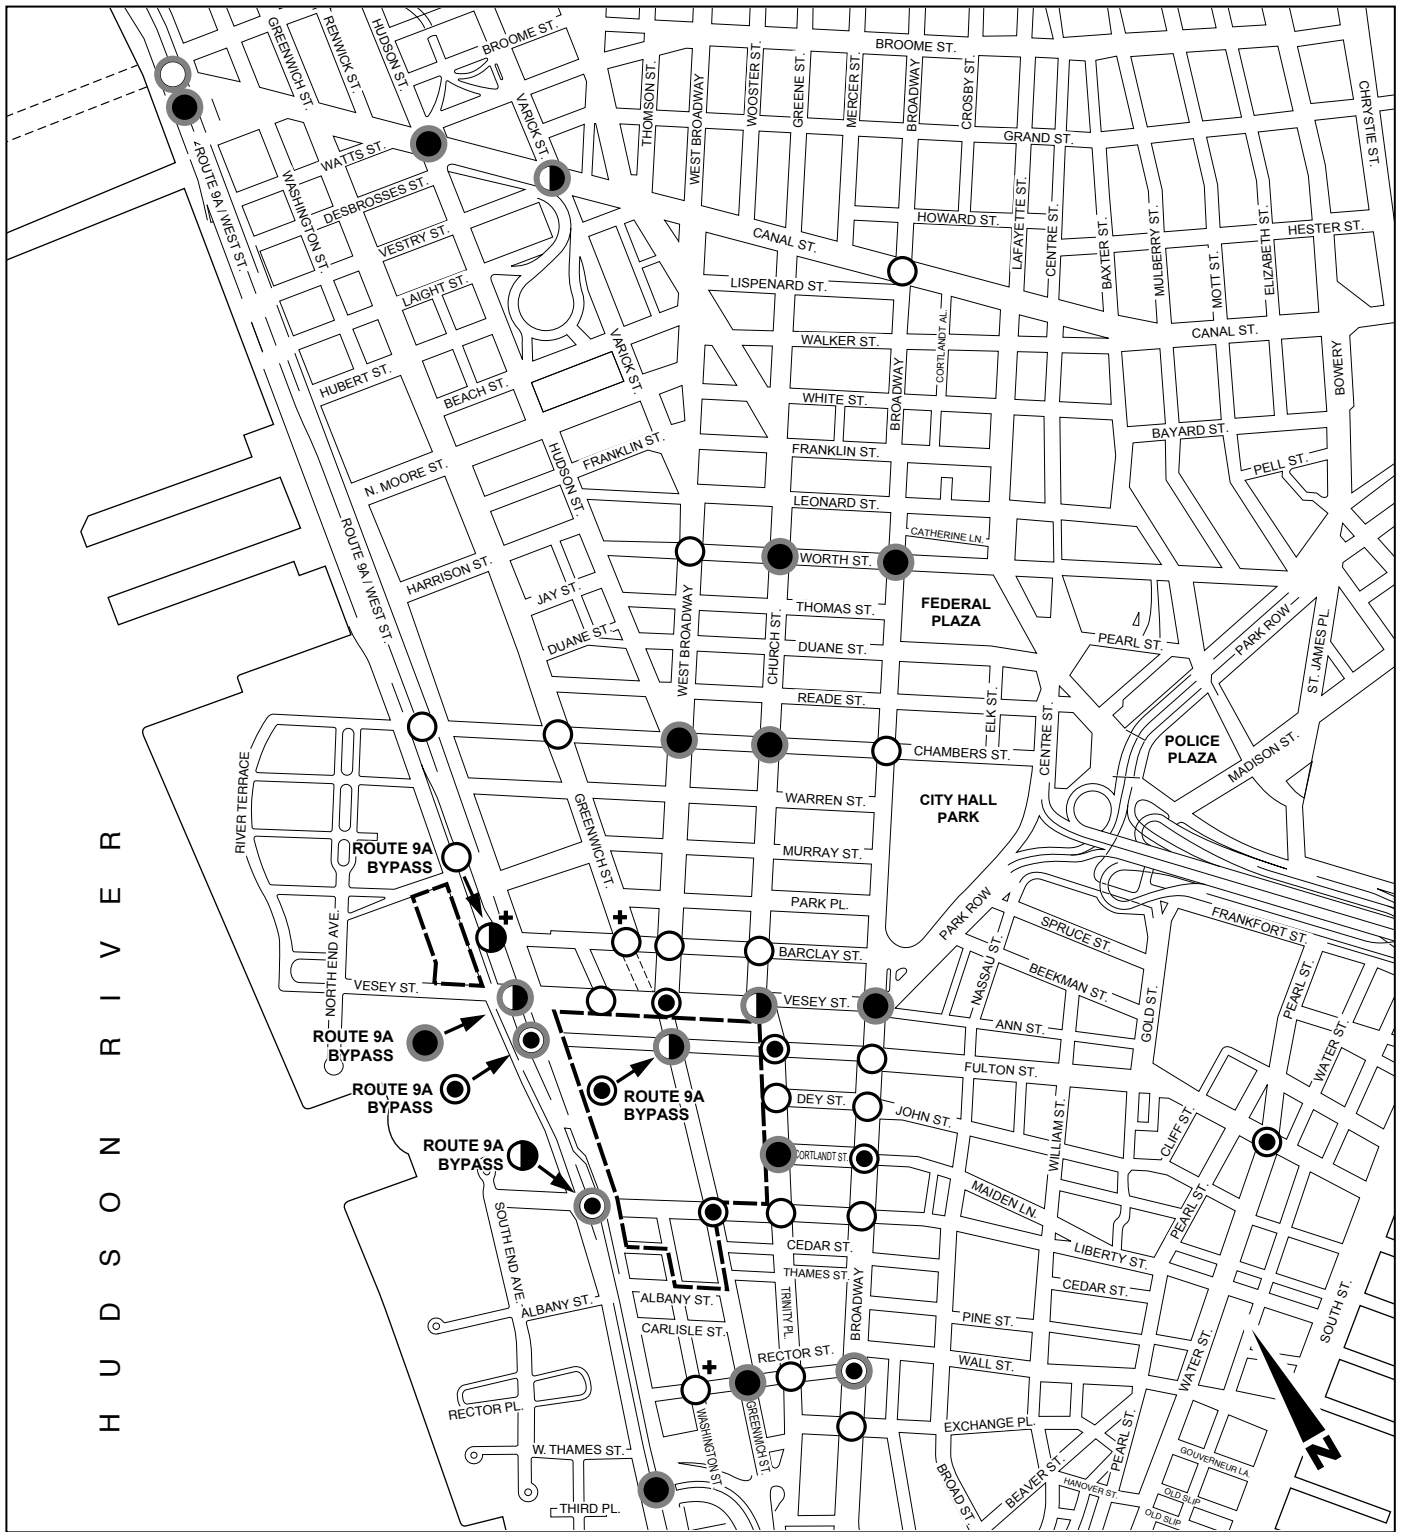 GREENWICH ST.
RENWICK ST.
HUDSON ST.
BROOME ST.
BROOME ST.
THOMSON ST.
WEST BROADWAY
WOOSTER ST.
GREENE ST.
MERCER ST.
BROADWAY
CROSBY ST.
CHRYSTIE ST.
VARICK ST.
GRAND ST.
WATTS ST.
ROUTE 9A / WEST ST.
WASHINGTON ST.
DESBROSSES ST.
VESTRY ST.
LAIGHT ST.
CANAL ST.
HOWARD ST.
LAFAYETTE ST.
CENTRE ST.
BAXTER ST.
MULBERRY ST.
MOTT ST.
ELIZABETH ST.
HESTER ST.
LISPENARD ST.
WALKER ST.
CORTLANDT AL.
CANAL ST.
BOWERY
HUBERT ST.
BEACH ST.
VARICK ST.
WHITE ST.
BROADWAY
BAYARD ST.
FRANKLIN ST.
FRANKLIN ST.
PELL ST.
N. MOORE ST.
HUDSON ST.
LEONARD ST.
CATHERINE LN.
ROUTE 9A / WEST ST.
HARRISON ST.
WORTH ST.
JAY ST.
THOMAS ST.
FEDERAL
PLAZA
DUANE ST.
DUANE ST.
WEST BROADWAY
CHURCH ST.
PEARL ST.
PARK ROW
ST. JAMES PL.
READE ST.
ELK ST.
CENTRE ST.
CHAMBERS ST.
POLICE
PLAZA
MADISON ST.
RIVER TERRACE
GREENWICH ST.
WARREN ST.
CITY HALL
PARK
ROUTE 9A
BYPASS
MURRAY ST.
PARK PL.
PARK ROW
NORTH END AVE.
BARCLAY ST.
NASSAU ST.
SPRUCE ST.
FRANKFORT ST.
VESEY ST.
VESEY ST.
BEEKMAN ST.
GOLD ST.
PEARL ST.
WATER ST.
ANN ST.
ROUTE 9A
BYPASS
FULTON ST.
ROUTE 9A
BYPASS
ROUTE 9A
BYPASS
DEY ST.
JOHN ST.
WILLIAM ST.
CLIFF ST.
ROUTE 9A
BYPASS
CORTLANDT ST.
MAIDEN LN.
PEARL ST.
SOUTH END AVE.
CEDAR ST.
LIBERTY ST.
THAMES ST.
CEDAR ST.
ALBANY ST.
ALBANY ST.
TRINITY PL.
BROADWAY
PINE ST.
SOUTH ST.
CARLISLE ST.
RECTOR ST.
WALL ST.
WATER ST.
RECTOR PL.
WASHINGTON ST
GREENWICH ST.
EXCHANGE PL.
PEARL ST.
W. THAMES ST.
BROAD ST.
BEAVER ST.
GOUVERNEUR LA.
HANOVER ST.
OLD SLIP
OLD SLIP
THIRD PL.
HUDSON RIVER
N